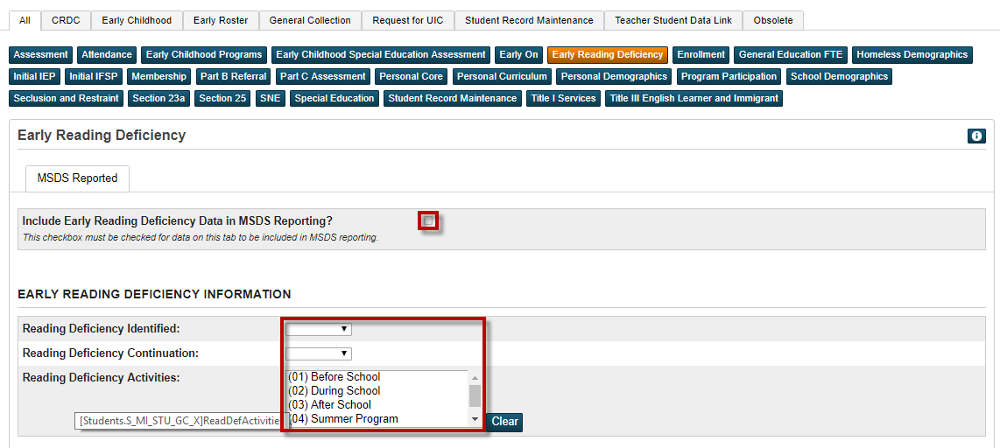 All CRDC Early Childhood Early Roster General Collection Request for UIC Student Record Maintenance Teacher Student Data Link Obsolete
Assessment Attendance Early Childhood Programs Early Childhood Special Education Assessment Early On Early Reading Deficiency Enrollment General Education FTE Homeless Demographics
Initial IEP Initial IFSP Membership Part B Referral Part C Assessment Personal Core Personal Curriculum Personal Demographics Program Participation School Demographics
Seclusion and Restraint Section 23a Section 25 SNE Special Education Student Record Maintenance Title I Services Title III English Learner and Immigrant
Early Reading Deficiency
MSDS Reported
Include Early Reading Deficiency Data in MSDS Reporting?
This checkbox must be checked for data on this tab to be included in MSDS reporting.
EARLY READING DEFICIENCY INFORMATION
Reading Deficiency Identified:
Reading Deficiency Continuation:
Reading Deficiency Activities:
(01) Before School
(02) During School
(03) After School
(04) Summer Program
[Students.S_MI_STU_GC_X]ReadDefActivitie
Clear